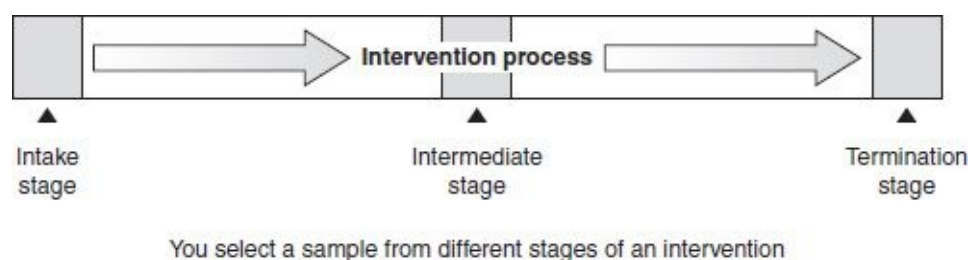 Intervention process
Intake
stage
Intermediate
stage
Termination
stage
You select a sample from different stages of an intervention